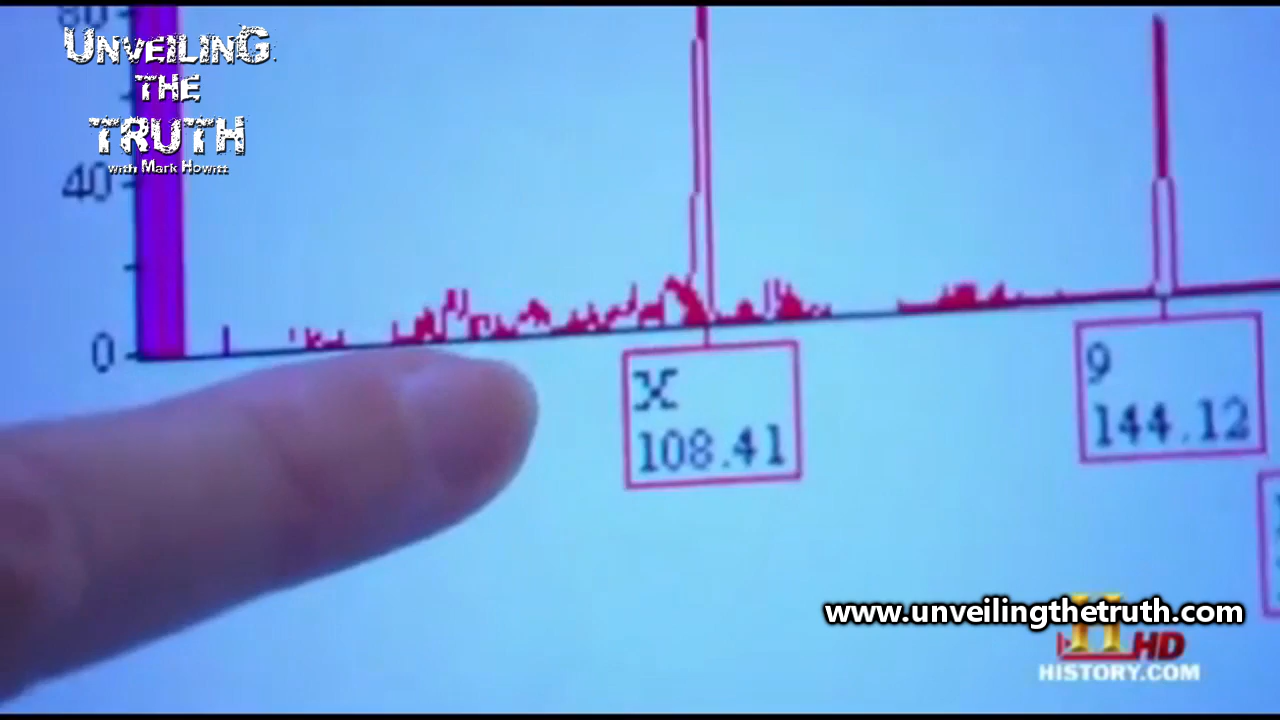 80
UNVEILING
THE
TRUTH
with Mark Howitt
40
0
X
108.41
9
144.12
www.unveilingthetruth.com
H HD
HISTORY.COM